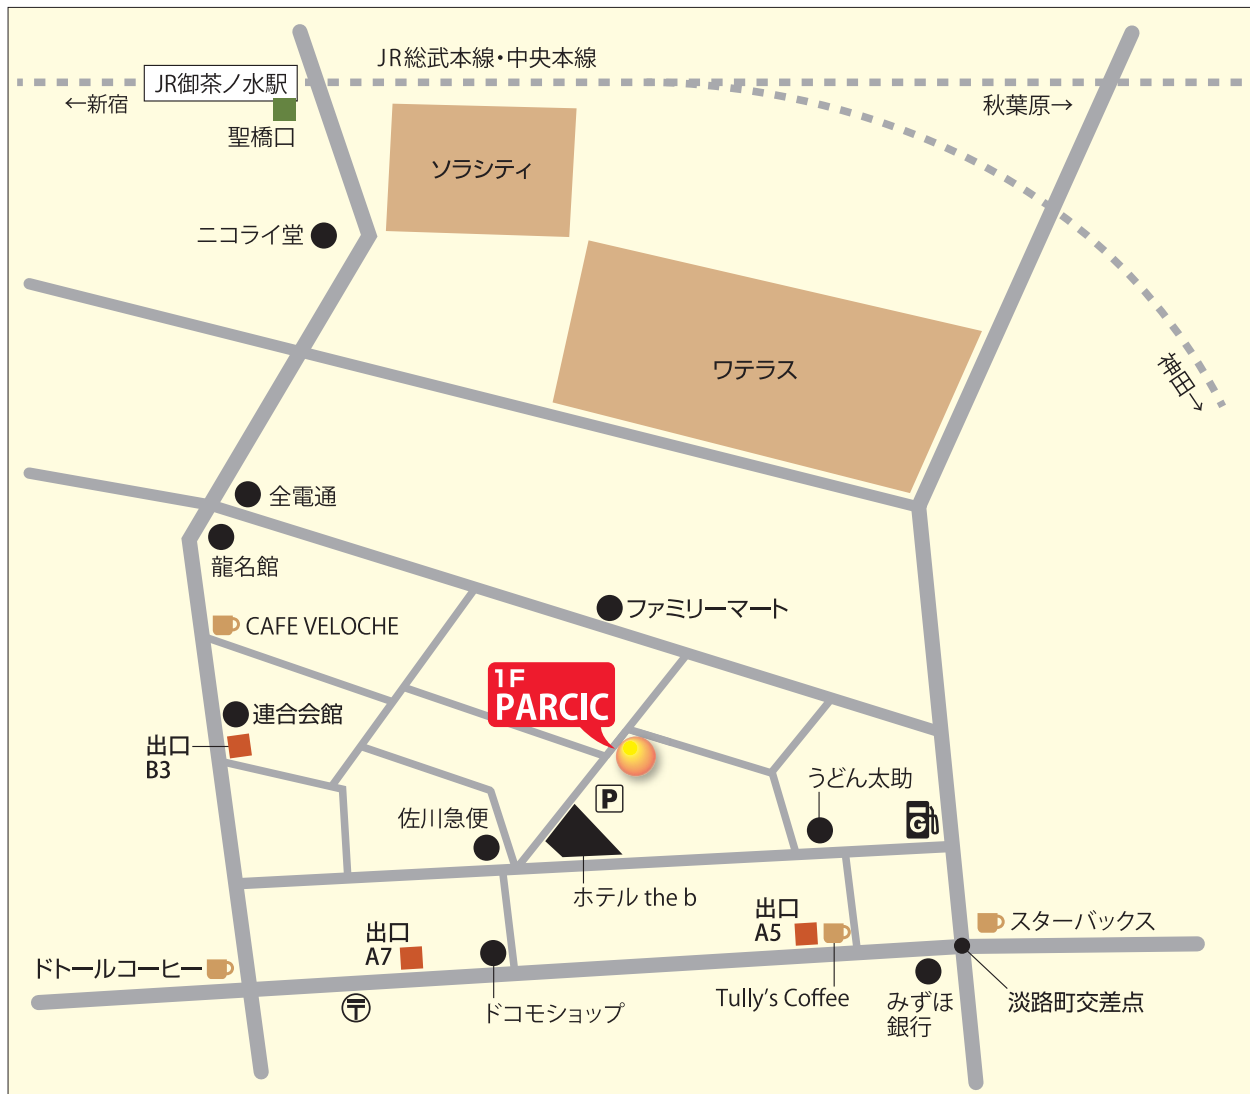 JR総武本線・中央本線
JR御茶ノ水駅
←新宿
秋葉原→
聖橋口
ソラシティ
ニコライ堂
ワテラス
神田→
全電通
龍名館
ファミリーマート
CAFE VELOCHE
1F
PARCIC
連合会館
出口
B3
P
うどん太助
佐川急便
G
ホテル the b
出口
A5
スターバックス
出口
A7
ドトールコーヒー
〒
ドコモショップ
Tully's Coffee
みずほ
銀行
淡路町交差点